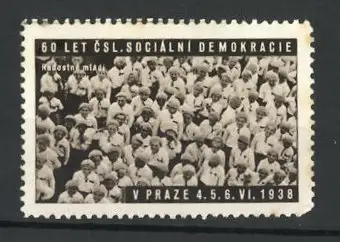 60 LET ČSL. SOCIÁLNÍ DEMOKRACIE
Radostné mládí
V PRAZE 4.5.6. VI. 1938